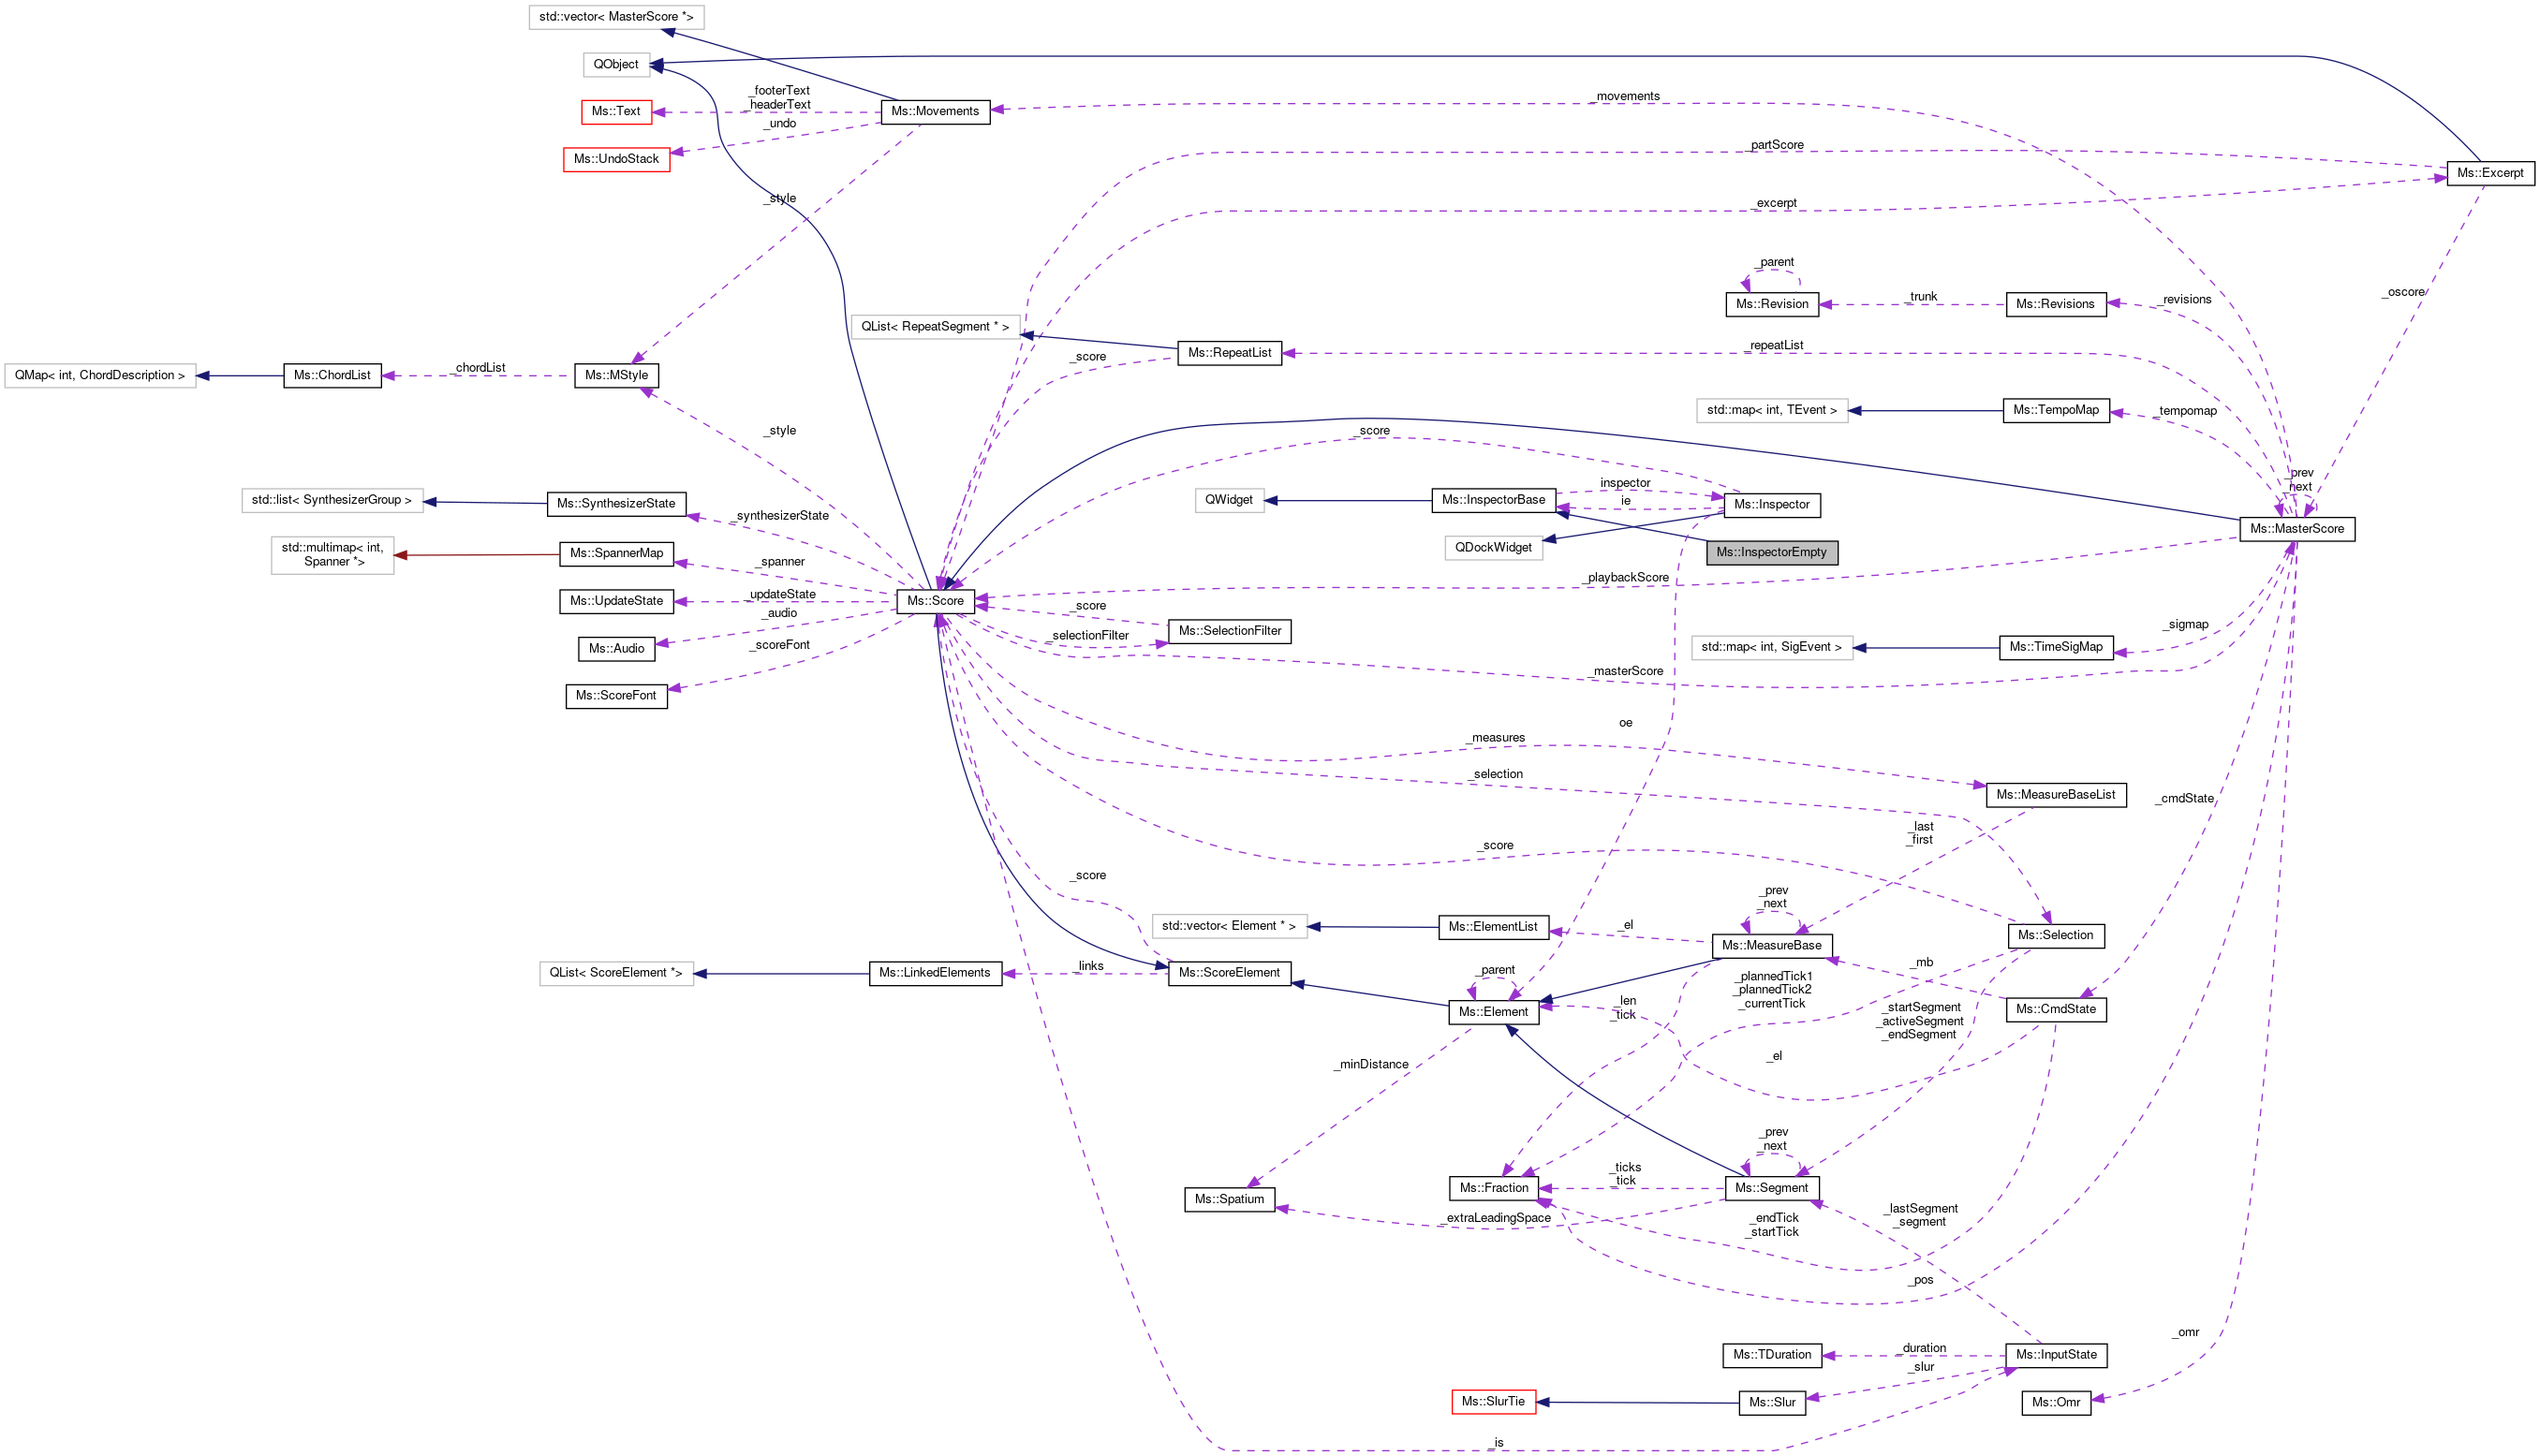 std::vector< MasterScore *>
QObject
_footerText
_headerText
Ms::Text
Ms::Movements
_movements
_undo
Ms::UndoStack
_partScore
Ms::Excerpt
_style
_excerpt
_parent
_oscore
Ms::Revision
_trunk
Ms::Revisions
_revisions
QList< RepeatSegment * >
Ms::RepeatList
_repeatList
_score
QMap< int, ChordDescription >
Ms::ChordList
_chordList
Ms::MStyle
std::map< int, TEvent >
Ms::TempoMap
_tempomap
_style
_score
_prev
_next
std::list< SynthesizerGroup >
Ms::SynthesizerState
_synthesizerState
QWidget
Ms::InspectorBase
inspector
ie
Ms::Inspector
Ms::MasterScore
std::multimap< int,
Spanner *>
Ms::SpannerMap
_spanner
QDockWidget
Ms::InspectorEmpty
_playbackScore
Ms::UpdateState
_updateState
Ms::Score
_score
_audio
Ms::Audio
_selectionFilter
Ms::SelectionFilter
_sigmap
std::map< int, SigEvent >
Ms::TimeSigMap
_scoreFont
Ms::ScoreFont
_masterScore
oe
_measures
_selection
Ms::MeasureBaseList
_cmdState
_last
_first
_score
_score
_prev
_next
std::vector< Element * >
Ms::ElementList
_el
Ms::MeasureBase
Ms::Selection
_mb
QList< ScoreElement *>
Ms::LinkedElements
_links
Ms::ScoreElement
_parent
_plannedTick1
_plannedTick2
_currentTick
Ms::Element
_len
_tick
_startSegment
_activeSegment
_endSegment
Ms::CmdState
_minDistance
_el
_prev
_next
Ms::Spatium
Ms::Fraction
_ticks
_tick
Ms::Segment
_extraLeadingSpace
_endTick
_startTick
_lastSegment
_segment
_pos
_omr
Ms::TDuration
_duration
Ms::InputState
_slur
Ms::SlurTie
Ms::Slur
Ms::Omr
_is